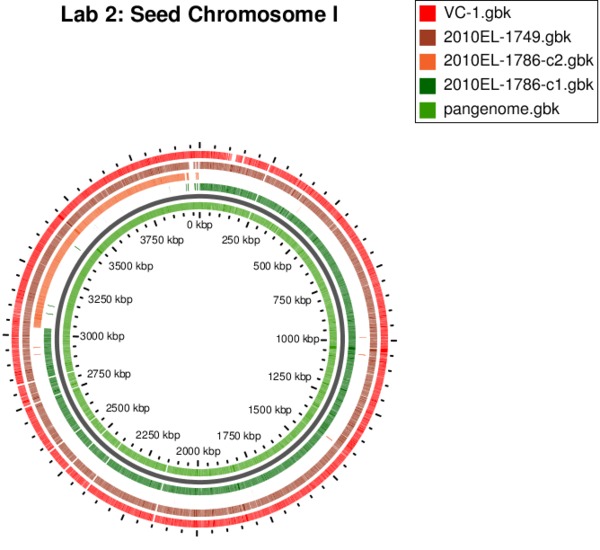 Lab 2: Seed Chromosome I
VC-1.gbk
2010EL-1749.gbk
2010EL-1786-c2.gbk
2010EL-1786-c1.gbk
pangenome.gbk
0 kbp
250 kbp
500 kbp
750 kbp
1000 kbp
1250 kbp
1500 kbp
1750 kbp
2000 kbp
2250 kbp
2500 kbp
2750 kbp
3000 kbp
3250 kbp
3500 kbp
3750 kbp